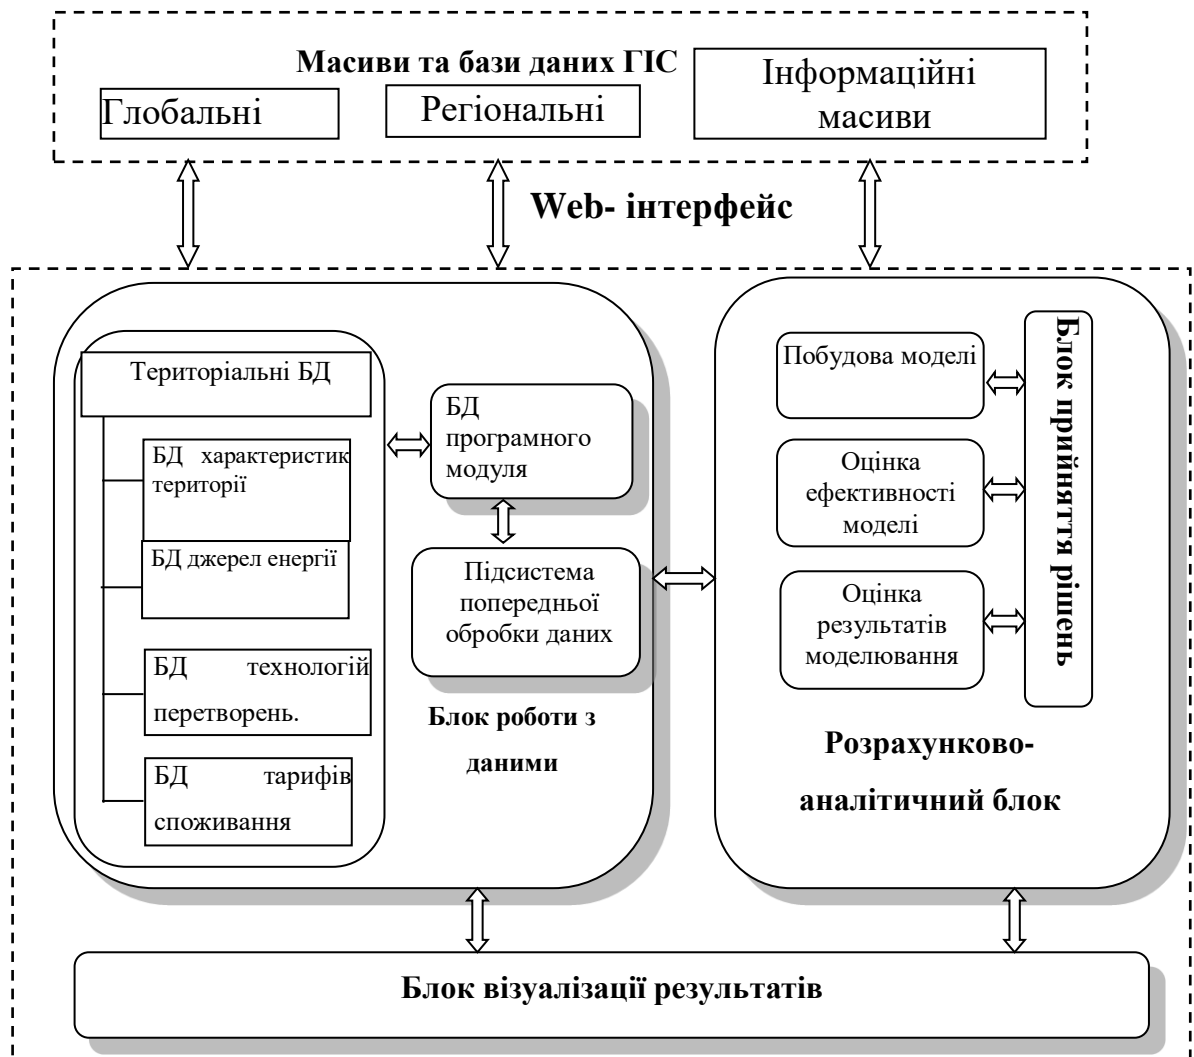 Масиви та бази даних ГІС
Глобальні
Регіональні
Інформаційні
масиви
Web- інтерфейс
Територіальні БД
БД характеристик
території
БД джерел енергії
БД технологій
перетворень.
БД тарифів
споживання
БД
програмного
модуля
Підсистема
попередньої
обробки даних
Блок роботи з
даними
Побудова моделі
Оцінка
ефективності
моделі
Оцінка
результатів
моделювання
Блок прийняття рішень
Розрахунково-
аналітичний блок
Блок візуалізації результатів